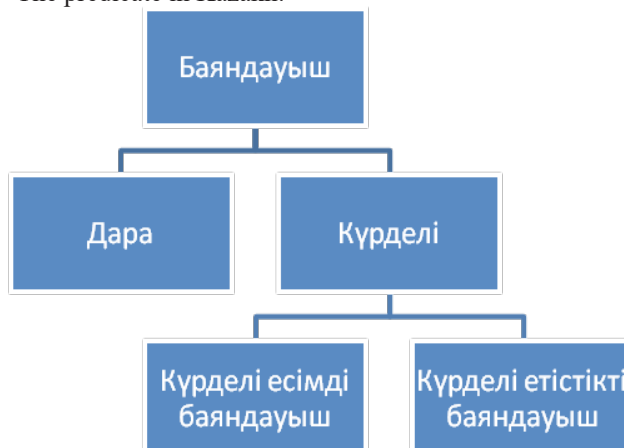 Баяндауыш
Дара
Күрделі
Күрделі есімді
баяндауыш
Күрделі етістікті
баяндауыш